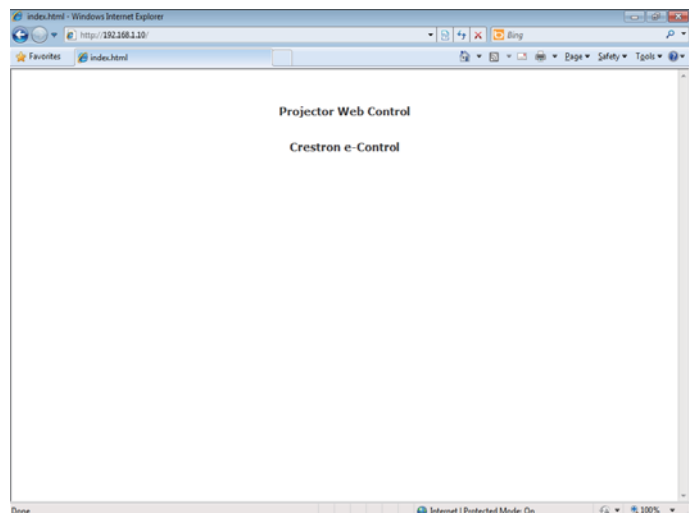 index.html - Windows Internet Explorer
http://192.168.1.10/
Bing
Favorites
index.html
Page
Safety
Tools
Projector Web Control
Crestron e-Control
Done
Internet | Protected Mode: On
100%